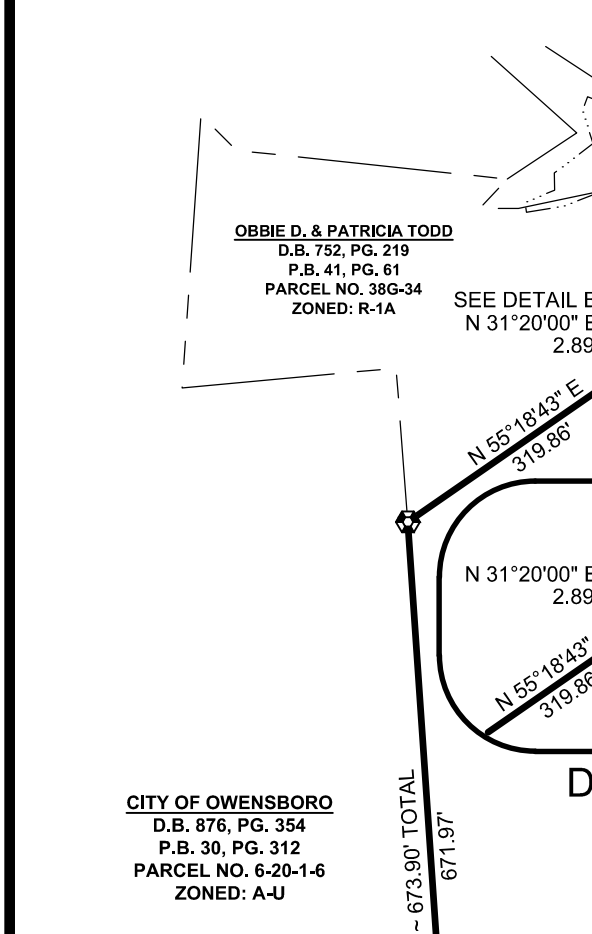 OBBIE D. & PATRICIA TODD
D.B. 752, PG. 219
P.B. 41, PG. 61
PARCEL NO. 38G-34
ZONED: R-1A
SEE DETAIL
N 31°20'00"
2.89
N 55°18'43" E
319.86'
N 31°20'00"
2.89
N 55°18'43"
319.86
D
CITY OF OWENSBORO
D.B. 876, PG. 354
P.B. 30, PG. 312
PARCEL NO. 6-20-1-6
ZONED: A-U
~ 673.90' TOTAL
671.97'